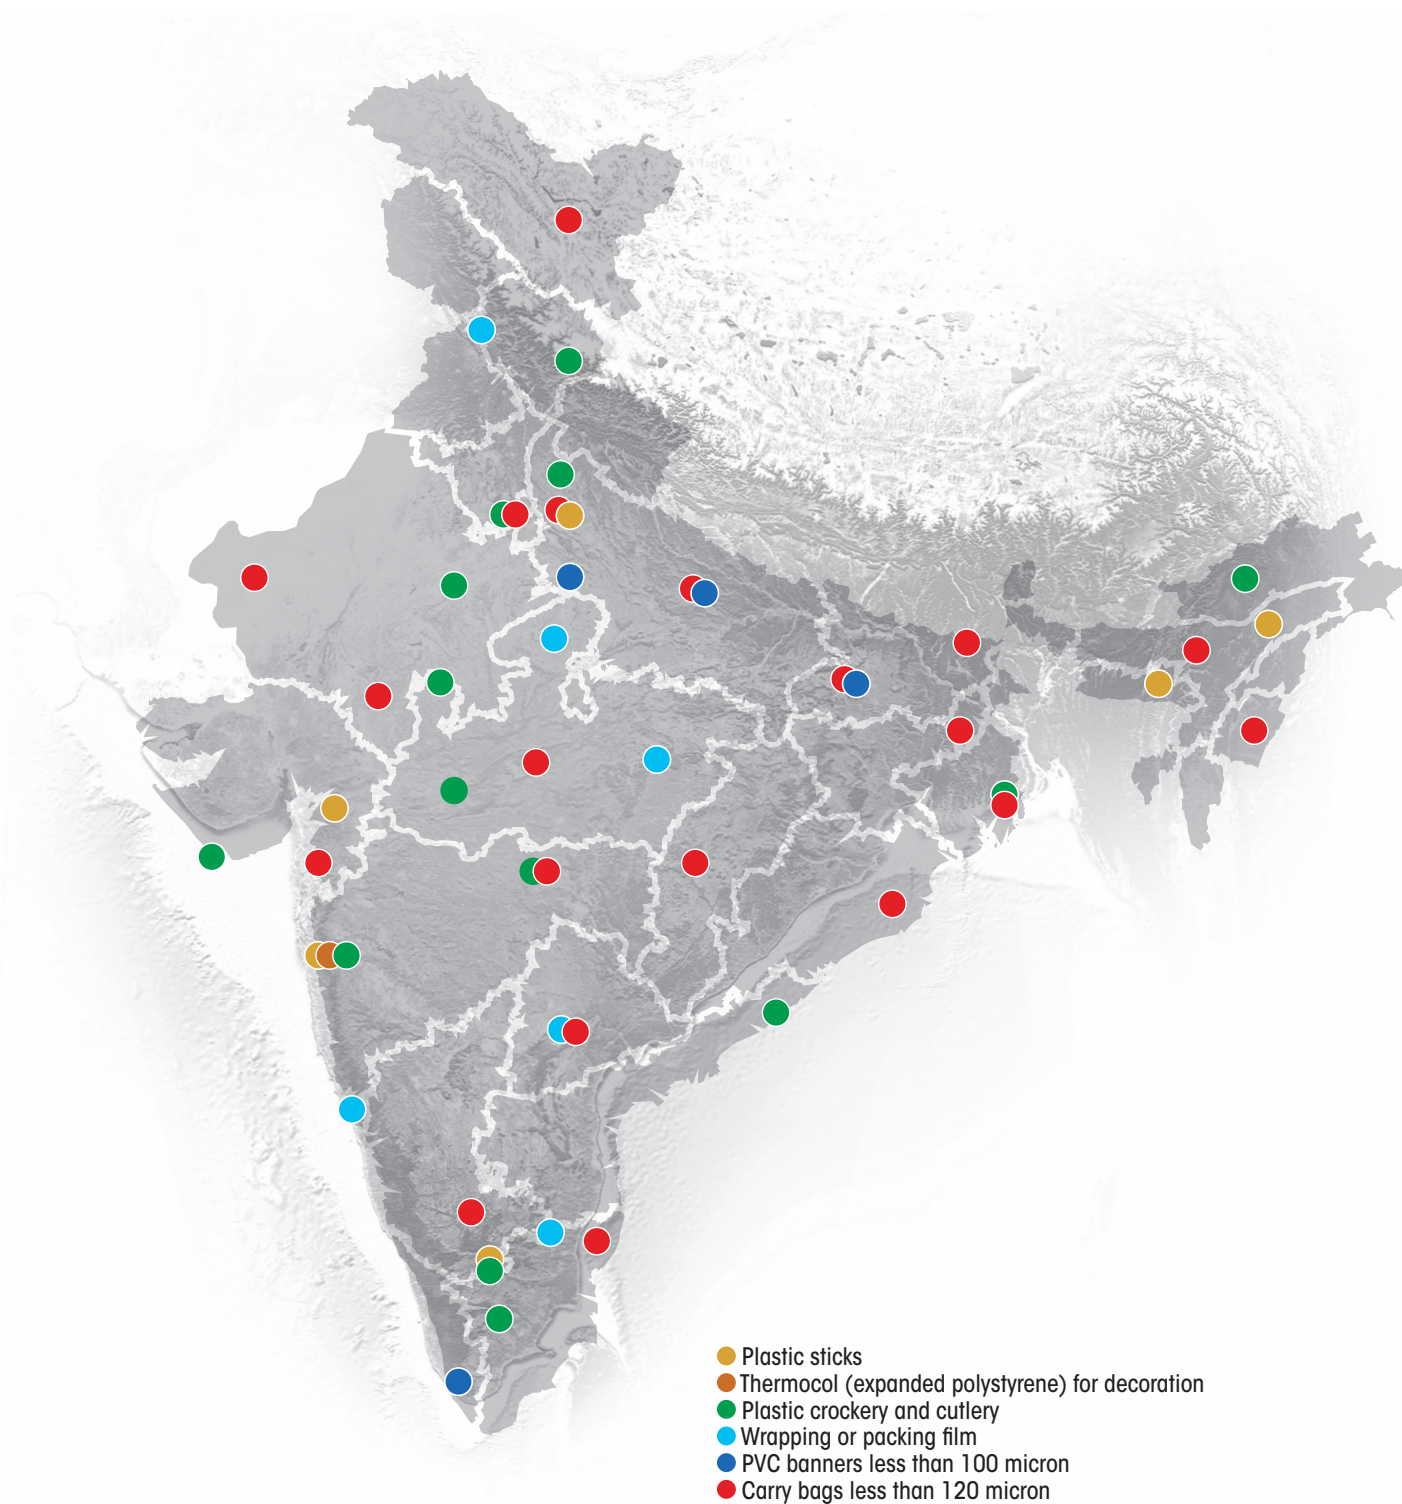 Plastic sticks
Thermocol (expanded polystyrene) for decoration
Plastic crockery and cutlery
Wrapping or packing film
PVC banners less than 100 micron
Carry bags less than 120 micron